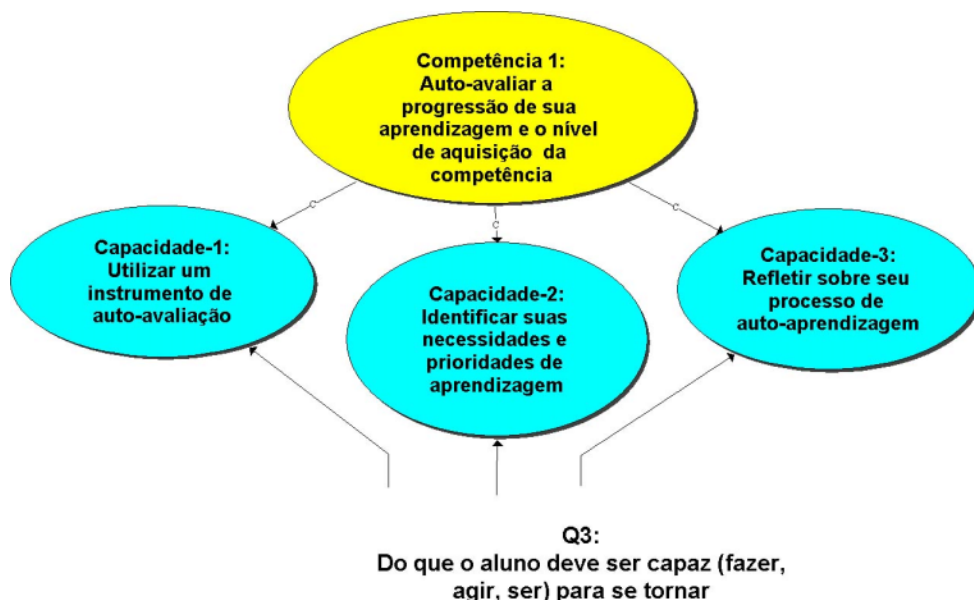 Competência 1:
Auto-avaliar a
progressão de sua
aprendizagem e o nível
de aquisição da
competência
c
c
c
Capacidade-1:
Utilizar um
instrumento de
auto-avaliação
Capacidade-2:
Identificar suas
necessidades e
prioridades de
aprendizagem
Capacidade-3:
Refletir sobre seu
processo de
auto-aprendizagem
Q3:
Do que o aluno deve ser capaz (fazer,
agir, ser) para se tornar